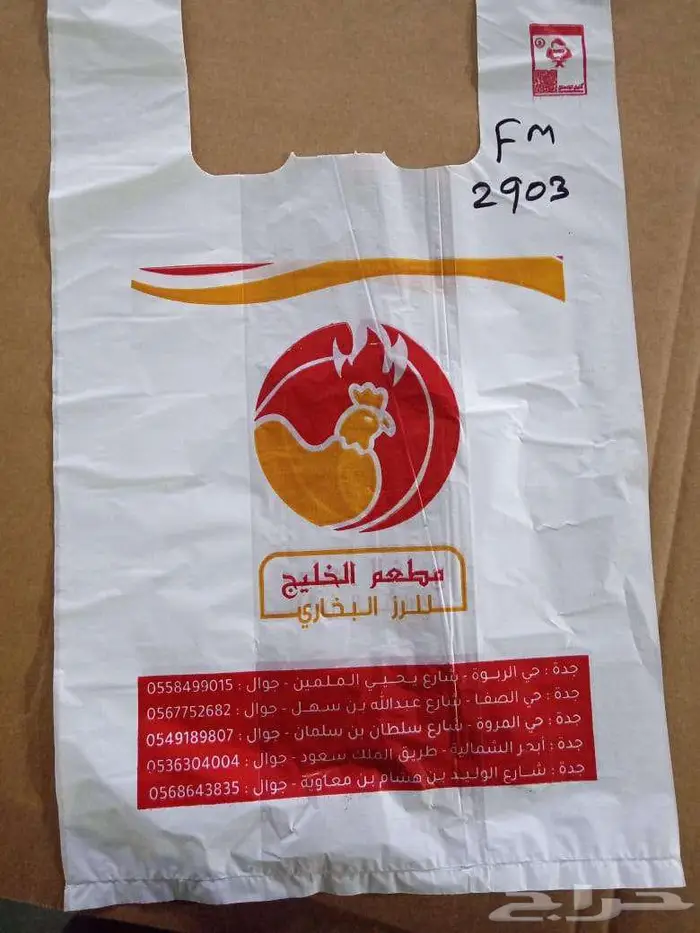 FM
2903
مطعم الخليج
للرز البخاري
جدة : حي الربوة - شارع يحيي الملمين - جوال : 0558499015
جدة : حي الصفا - شارع عبدالله بن سهل - جوال : 0567752682
جدة : حي المروة - شارع سلطان بن سلمان - جوال : 0549189807
جدة : أبحر الشمالية - طريق الملك سعود - جوال : 0536304004
جدة : شارع الوليد بن هشام بن معاوية - جوال : 0568643835
حراج